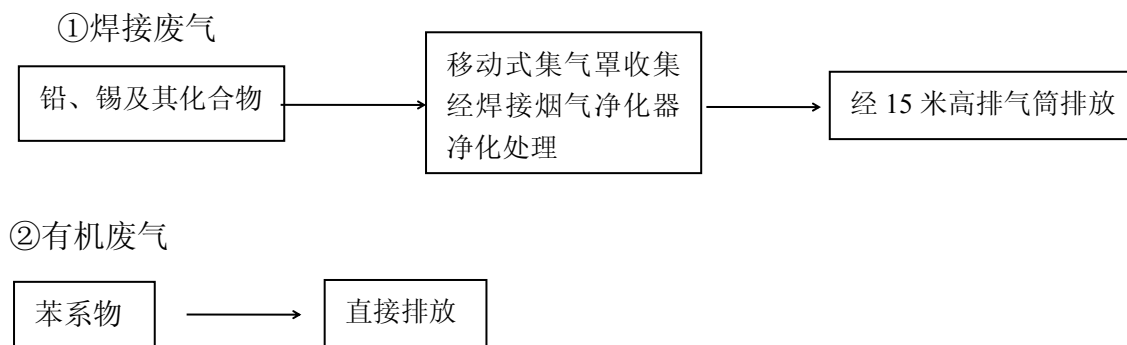 ①焊接废气
铅、锡及其化合物
移动式集气罩收集
经焊接烟气净化器
净化处理
经 15 米高排气筒排放
②有机废气
苯系物
直接排放